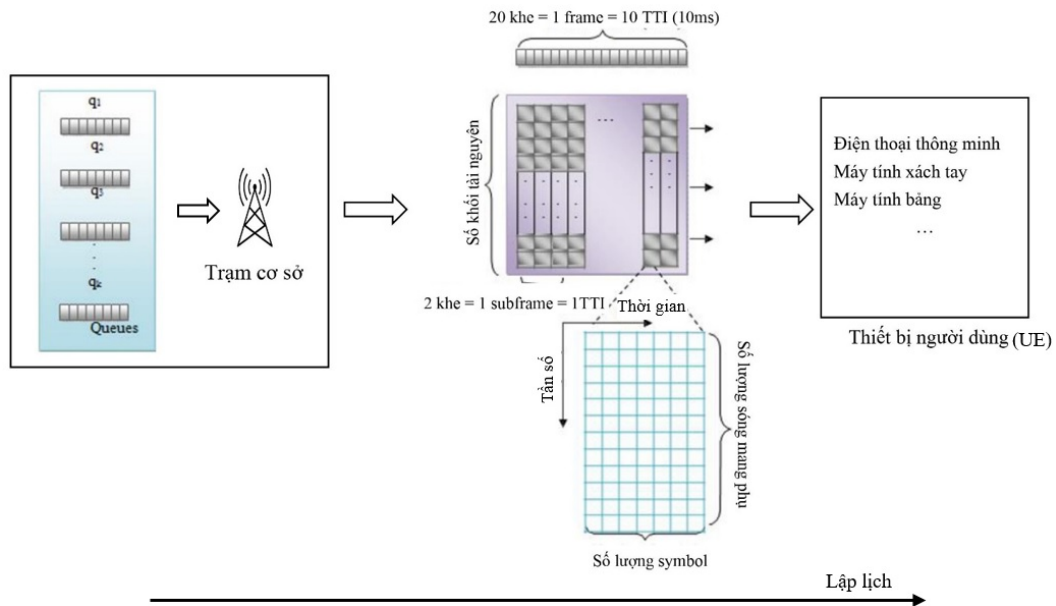 20 khe = 1 frame = 10 TTI (10ms)
q1
q2
q3
qk
Queues
Trạm cơ sở
Số khối tài nguyên
...
2 khe = 1 subframe = 1TTI
Thời gian
Tần số
Số lượng sóng mang phụ
Số lượng symbol
Điện thoại thông minh
Máy tính xách tay
Máy tính bảng
...
Thiết bị người dùng (UE)
Lập lịch